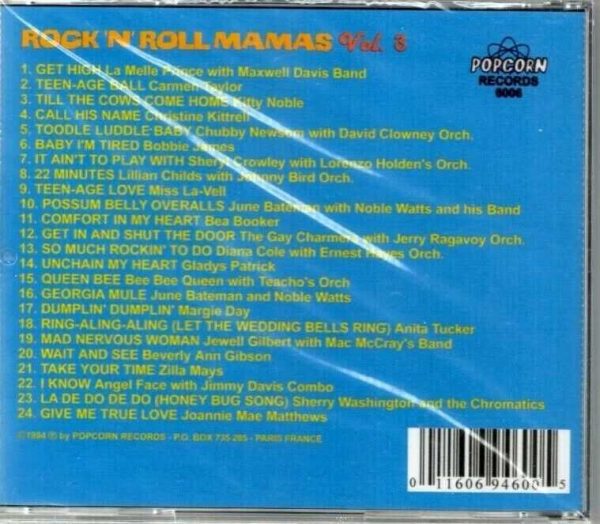 ROCK 'N' ROLL MAMAS Vol. 3
POPCORN
RECORDS
6006
1. GET HIGH La Melle Prince with Maxwell Davis Band
2. TEEN-AGE BALL Carmen Taylor
3. TILL THE COWS COME HOME Kitty Noble
4. CALL HIS NAME Christine Kittrell
5. TOODLE LUDDLE BABY Chubby Newsom with David Clowney Orch.
6. BABY I'M TIRED Bobbie James
7. IT AIN'T TO PLAY WITH Sheryl Crowley with Lorenzo Holden's Orch.
8. 22 MINUTES Lillian Childs with Johnny Bird Orch.
9. TEEN-AGE LOVE Miss La-Vell
10. POSSUM BELLY OVERALLS June Bateman with Noble Watts and his Band
11. COMFORT IN MY HEART Bea Booker
12. GET IN AND SHUT THE DOOR The Gay Charmers with Jerry Ragavoy Orch.
13. SO MUCH ROCKIN' TO DO Diana Cole with Ernest Hayes Orch.
14. UNCHAIN MY HEART Gladys Patrick
15. QUEEN BEE Bee Bee Queen with Teacho's Orch
16. GEORGIA MULE June Bateman and Noble Watts
17. DUMPLIN' DUMPLIN' Margie Day
18. RING-ALING-ALING (LET THE WEDDING BELLS RING) Anita Tucker
19. MAD NERVOUS WOMAN Jewell Gilbert with Mac McCray's Band
20. WAIT AND SEE Beverly Ann Gibson
21. TAKE YOUR TIME Zilla Mays
22. I KNOW Angel Face with Jimmy Davis Combo
23. LA DE DO DE DO (HONEY BUG SONG) Sherry Washington and the Chromatics
24. GIVE ME TRUE LOVE Joannie Mae Matthews
©1994 ℗ by POPCORN RECORDS - P.O. BOX 735 205 - PARIS FRANCE
0 11606 94600 5